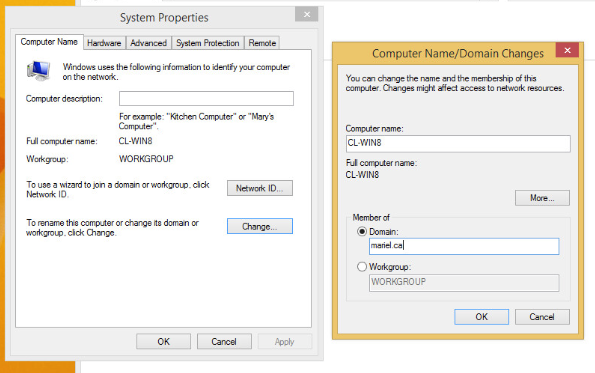 System Properties
Computer Name
Hardware
Advanced
System Protection
Remote
Windows uses the following information to identify your computer
on the network.
Computer description:
For example: "Kitchen Computer" or "Mary's
Computer".
Full computer name: CL-WIN8
Workgroup: WORKGROUP
To use a wizard to join a domain or workgroup, click
Network ID.
Network ID...
To rename this computer or change its domain or
workgroup, click Change.
Change...
OK
Cancel
Apply
Computer Name/Domain Changes
You can change the name and the membership of this
computer. Changes might affect access to network resources.
Computer name:
CL-WIN8
Full computer name:
CL-WIN8
More...
Member of
Domain:
mariel.ca
Workgroup:
WORKGROUP
OK
Cancel